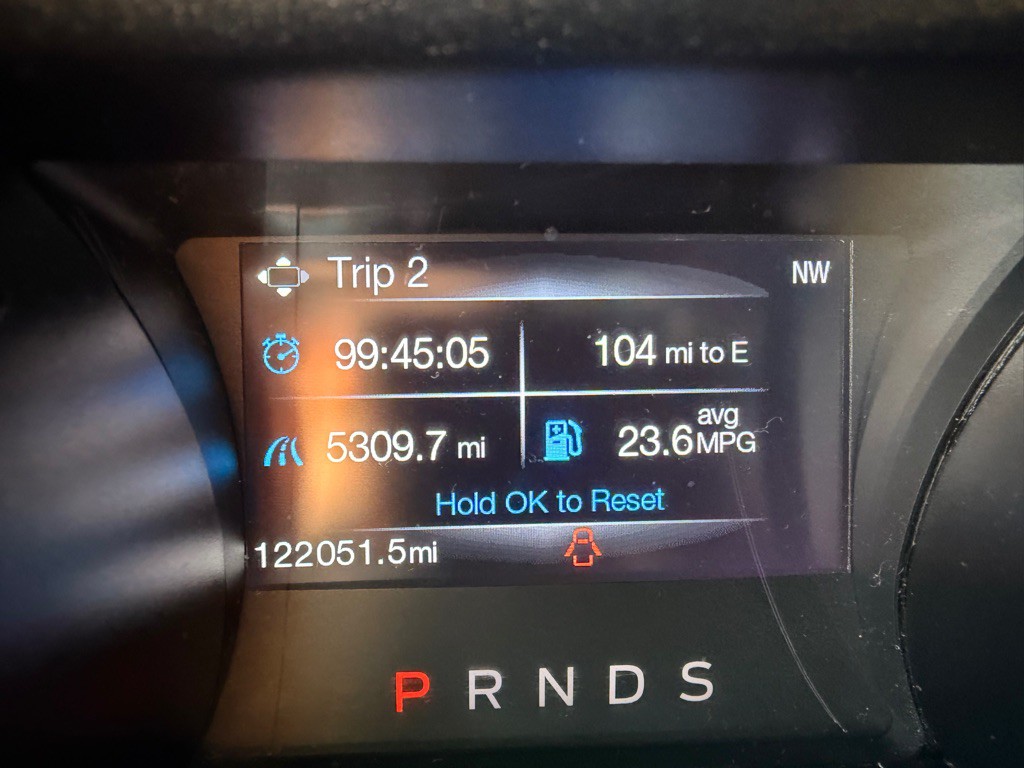 Trip 2
NW
99:45:05
104 mi to E
5309.7 mi
23.6 avg MPG
Hold OK to Reset
122051.5mi
P R N D S